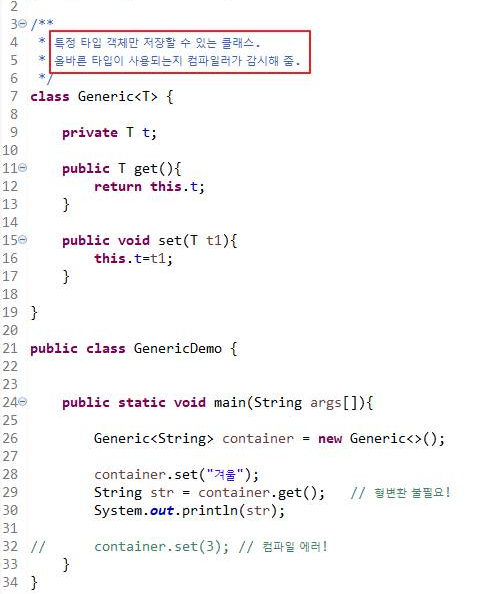 2
3 /**
4 * 특정 타입 객체만 저장할 수 있는 클래스.
5 * 올바른 타입이 사용되는지 컴파일러가 감시해 줌.
6 */
7 class Generic<T> {
8
9 private T t;
10
11 public T get(){
12 return this.t;
13 }
14
15 public void set(T t1){
16 this.t=t1;
17 }
18
19 }
20
21 public class GenericDemo {
22
23
24 public static void main(String args[]){
25
26 Generic<String> container = new Generic<>();
27
28 container.set("겨울");
29 String str = container.get(); // 형변환 불필요!
30 System.out.println(str);
31
32 // container.set(3); // 컴파일 에러!
33 }
34 }